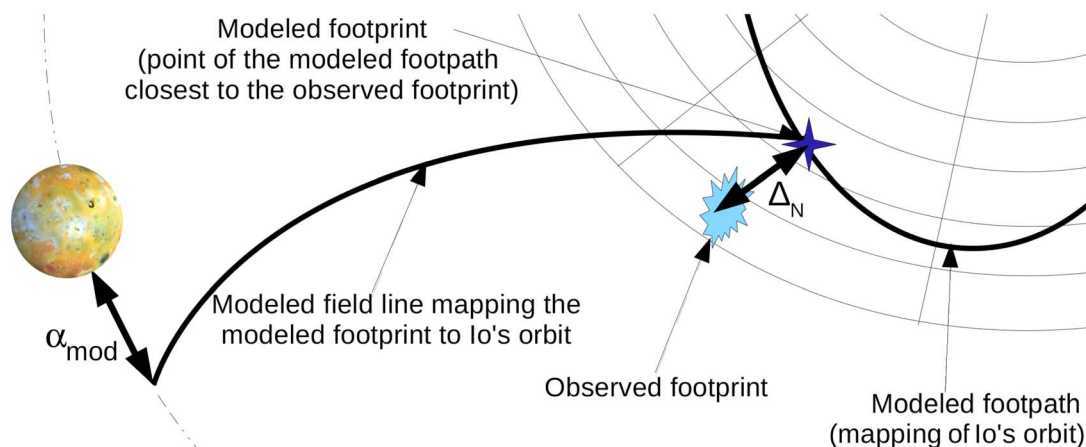 Modeled footprint
(point of the modeled footpath
closest to the observed footprint)
Δ_N
Modeled field line mapping the
modeled footprint to Io's orbit
α_mod
Observed footprint
Modeled footpath
(mapping of Io's orbit)